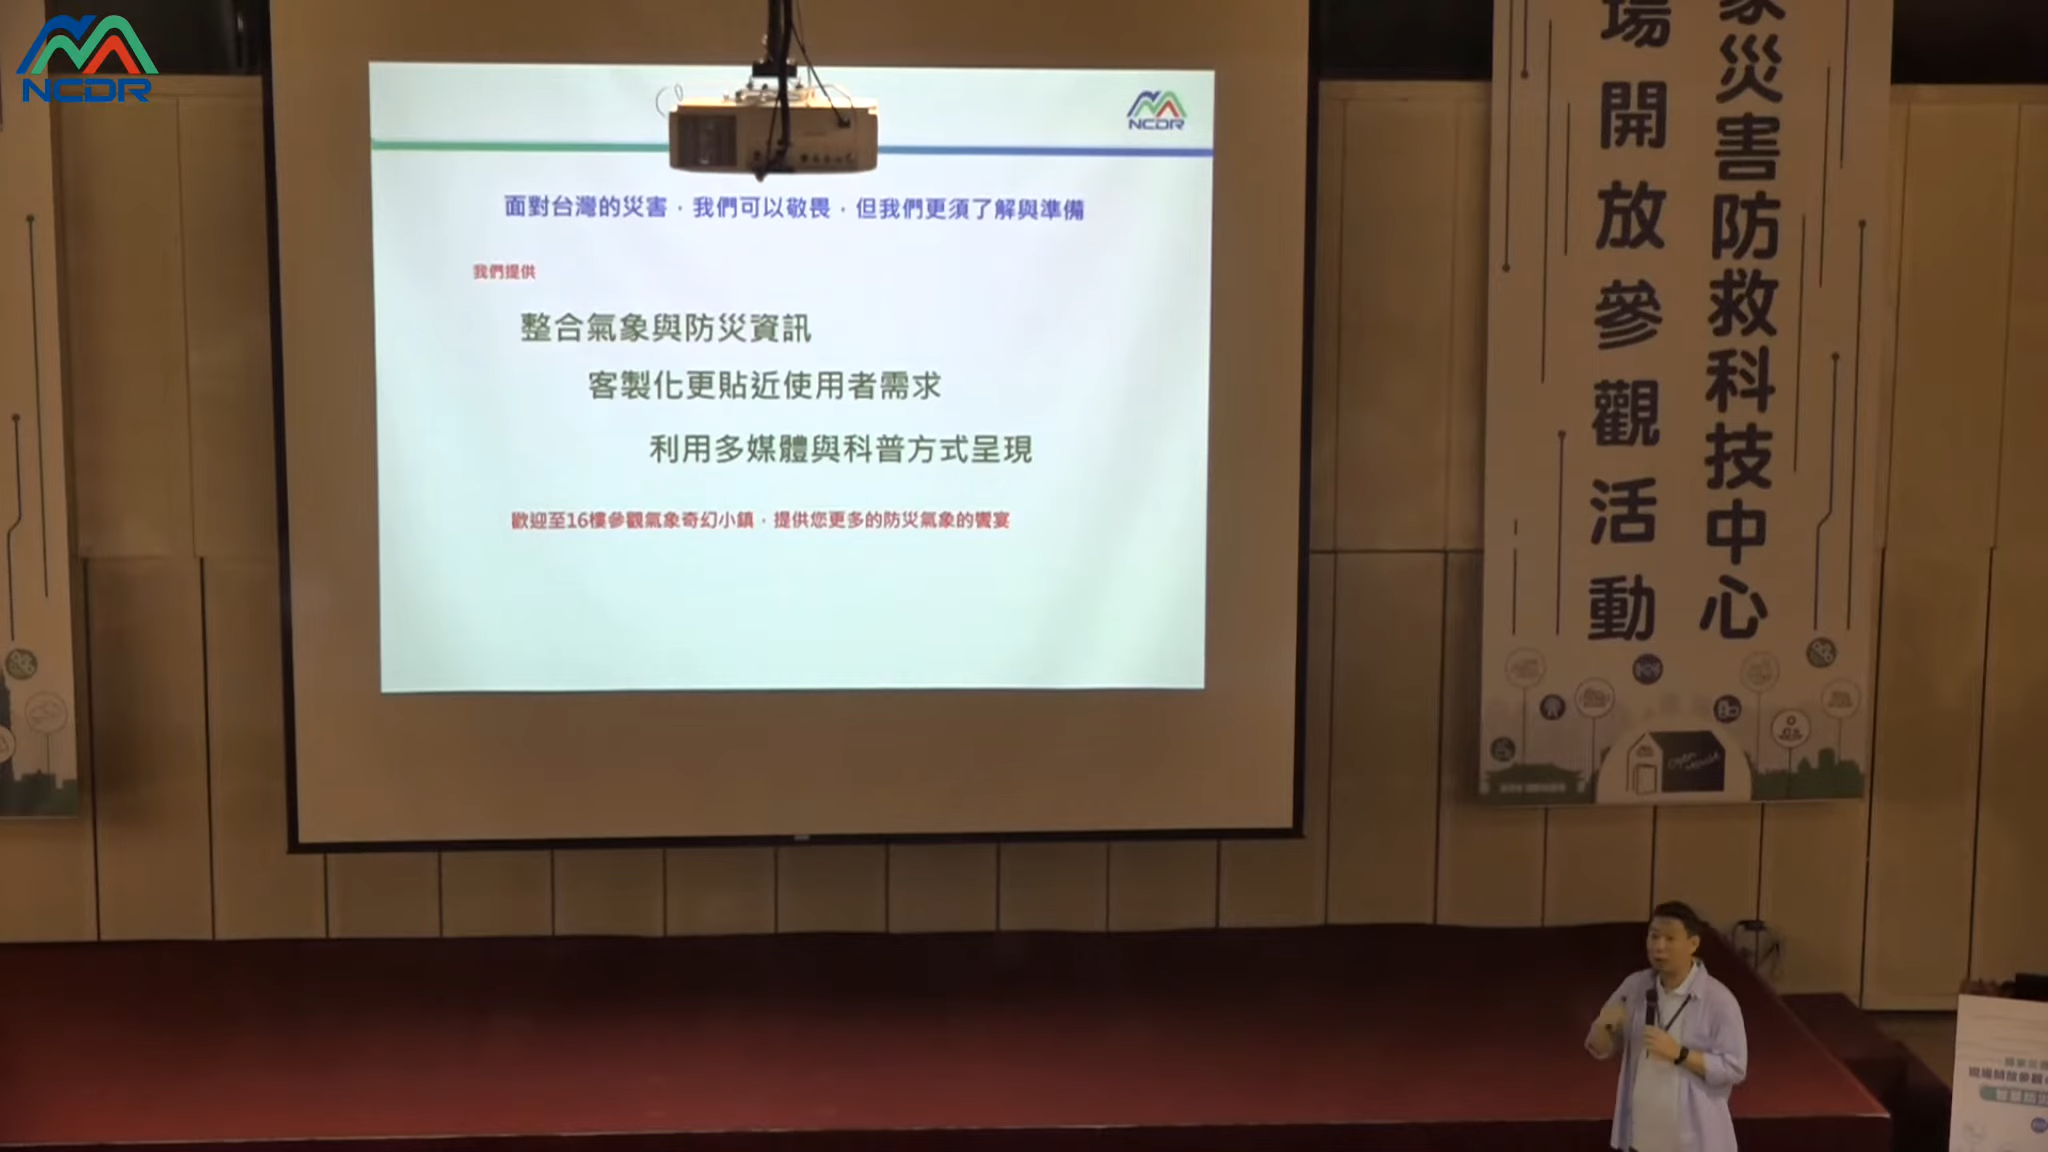 NCDR
NCDR
面對台灣的災害，我們可以敬畏，但我們更須了解與準備
我們提供
整合氣象與防災資訊
客製化更貼近使用者需求
利用多媒體與科普方式呈現
歡迎至16樓參觀氣象奇幻小鎮，提供您更多的防災氣象的饗宴
家災害防救科技中心
場開放參觀活動
Open House